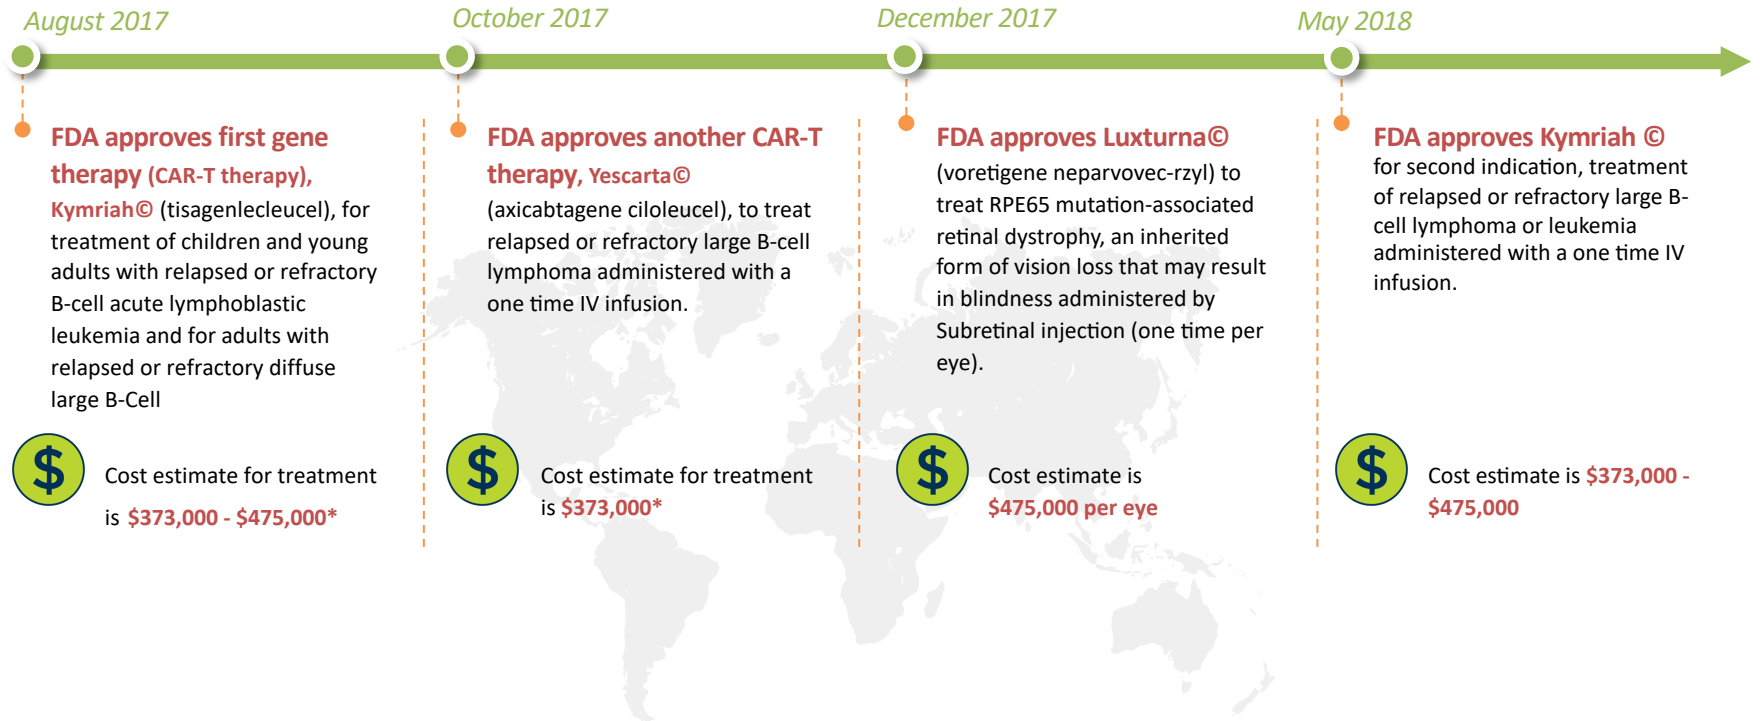 August 2017
FDA approves first gene
therapy (CAR-T therapy),
Kymriah© (tisagenlecleucel), for
treatment of children and young
adults with relapsed or refractory
B-cell acute lymphoblastic
leukemia and for adults with
relapsed or refractory diffuse
large B-Cell
$
Cost estimate for treatment
is $373,000 - $475,000*
October 2017
FDA approves another CAR-T
therapy, Yescarta©
(axicabtagene ciloleucel), to treat
relapsed or refractory large B-cell
lymphoma administered with a
one time IV infusion.
$
Cost estimate for treatment
is $373,000*
December 2017
FDA approves Luxturna©
(voretigene neparvovec-rzyl) to
treat RPE65 mutation-associated
retinal dystrophy, an inherited
form of vision loss that may result
in blindness administered by
Subretinal injection (one time per
eye).
$
Cost estimate is
$475,000 per eye
May 2018
FDA approves Kymriah ©
for second indication, treatment
of relapsed or refractory large B-
cell lymphoma or leukemia
administered with a one time IV
infusion.
$
Cost estimate is $373,000 -
$475,000